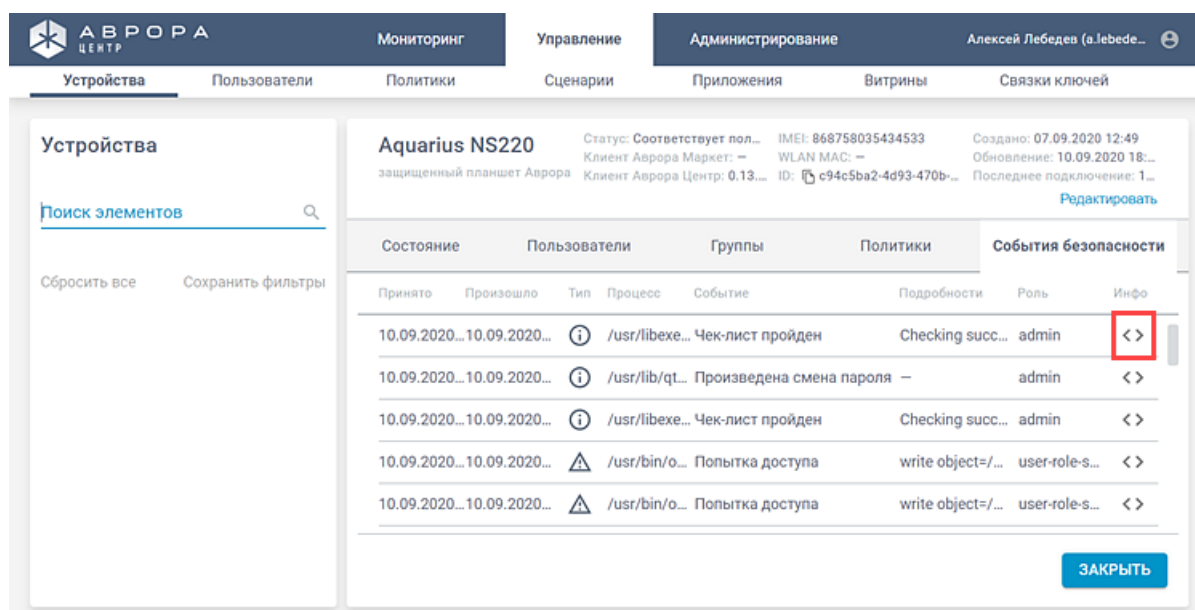 АВРОРА
ЦЕНТР
Мониторинг Управление Администрирование Алексей Лебедев (a.lebede...
Устройства Пользователи Политики Сценарии Приложения Витрины Связки ключей
Устройства
Поиск элементов
Сбросить все Сохранить фильтры
Aquarius NS220
защищенный планшет Аврора
Статус: Соответствует пол...
Клиент Аврора Маркет: —
Клиент Аврора Центр: 0.13....
IMEI: 868758035434533
WLAN MAC: —
ID: c94c5ba2-4d93-470b-...
Создано: 07.09.2020 12:49
Обновление: 10.09.2020 18:...
Последнее подключение: 1...
Редактировать
Состояние Пользователи Группы Политики События безопасности
Принято Произошло Тип Процесс Событие Подробности Роль Инфо
10.09.2020... 10.09.2020... /usr/libexe... Чек-лист пройден Checking succ... admin <>
10.09.2020... 10.09.2020... /usr/lib/qt... Произведена смена пароля — admin <>
10.09.2020... 10.09.2020... /usr/libexe... Чек-лист пройден Checking succ... admin <>
10.09.2020... 10.09.2020... /usr/bin/o... Попытка доступа write object=/... user-role-s... <>
10.09.2020... 10.09.2020... /usr/bin/o... Попытка доступа write object=/... user-role-s... <>
ЗАКРЫТЬ